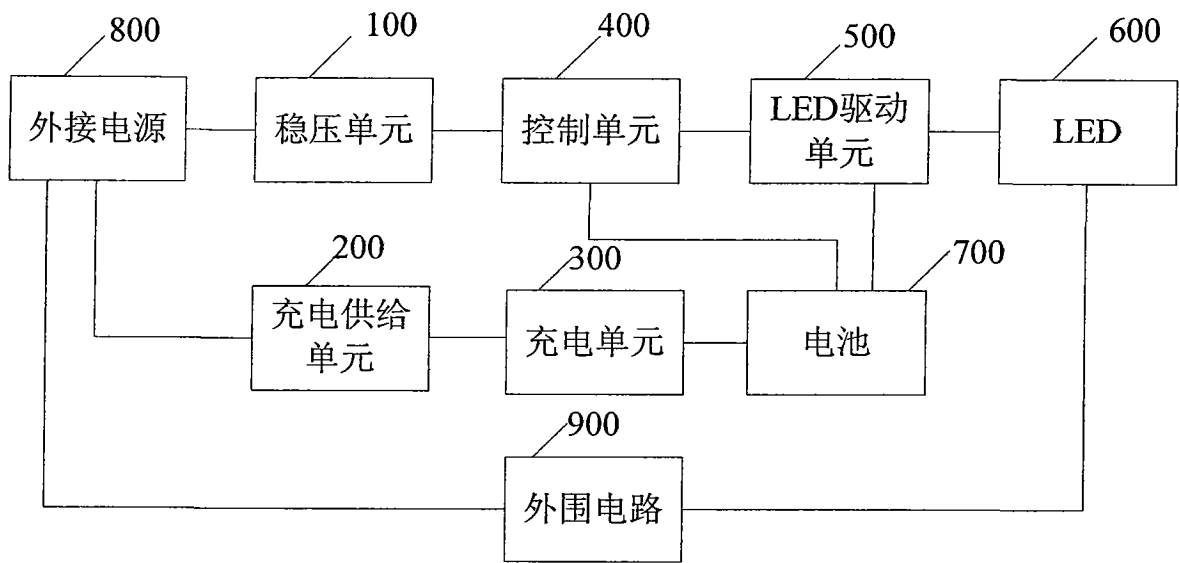 800
100
400
500
600
外接电源
稳压单元
控制单元
LED驱动
单元
LED
200
300
700
充电供给
单元
充电单元
电池
900
外围电路